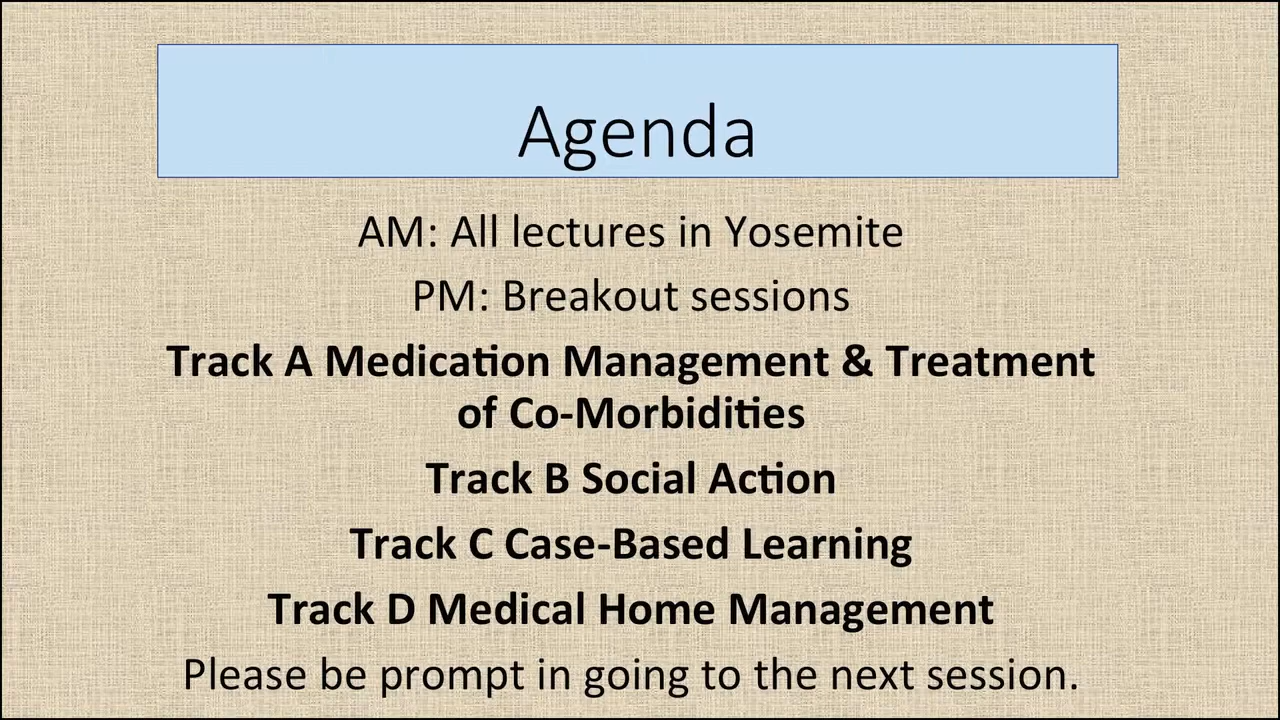 Agenda
AM: All lectures in Yosemite
PM: Breakout sessions
Track A Medication Management & Treatment
of Co-Morbidities
Track B Social Action
Track C Case-Based Learning
Track D Medical Home Management
Please be prompt in going to the next session.